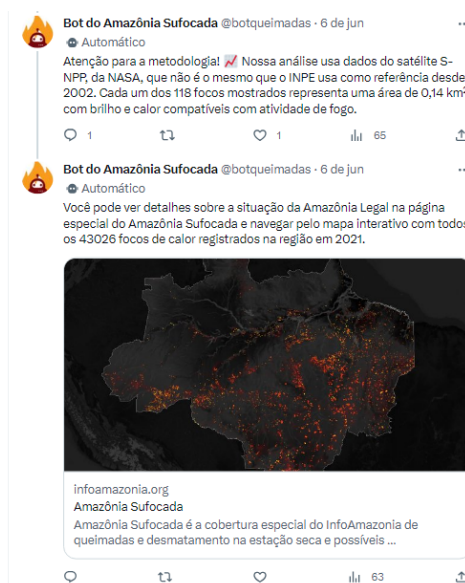 Bot do Amazônia Sufocada @botqueimadas · 6 de jun
Automático
Atenção para a metodologia! 📈 Nossa análise usa dados do satélite S-
NPP, da NASA, que não é o mesmo que o INPE usa como referência desde
2002. Cada um dos 118 focos mostrados representa uma área de 0,14 km²
com brilho e calor compatíveis com atividade de fogo.
1 1 65
Bot do Amazônia Sufocada @botqueimadas · 6 de jun
Automático
Você pode ver detalhes sobre a situação da Amazônia Legal na página
especial do Amazônia Sufocada e navegar pelo mapa interativo com todos
os 43026 focos de calor registrados na região em 2021.
infoamazonia.org
Amazônia Sufocada
Amazônia Sufocada é a cobertura especial do InfoAmazonia de
queimadas e desmatamento na estação seca e possíveis ...
63